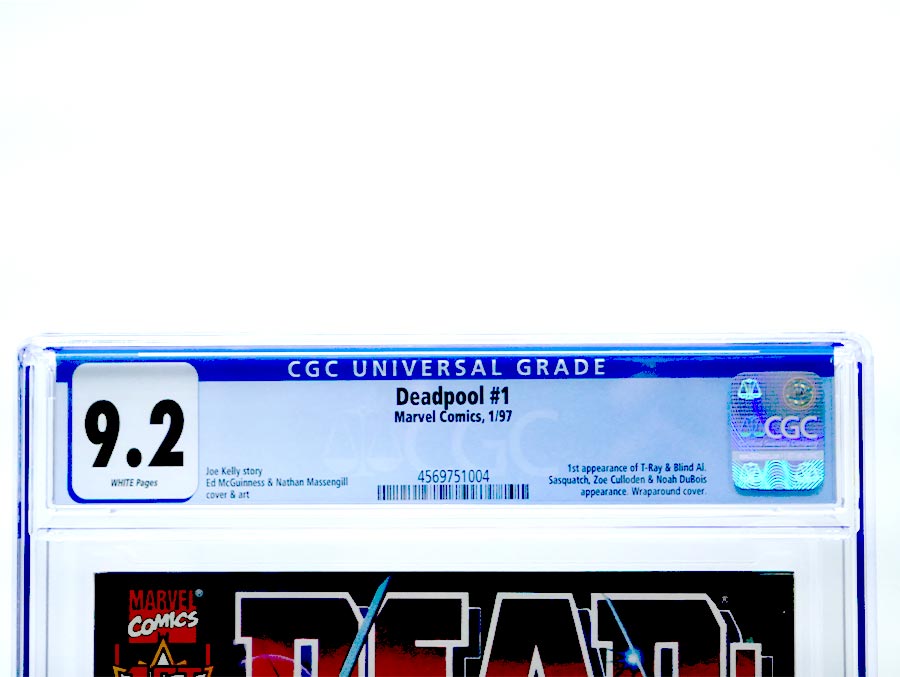 CGC UNIVERSAL GRADE
9.2
WHITE Pages
Deadpool #1
Marvel Comics, 1/97
Joe Kelly story
Ed McGuinness & Nathan Massengill
cover & art
4569751004
1st appearance of T-Ray & Blind Al.
Sasquatch, Zoe Culloden & Noah DuBois
appearance. Wraparound cover.
CGC
CGC
MARVEL®
COMICS
DEAD